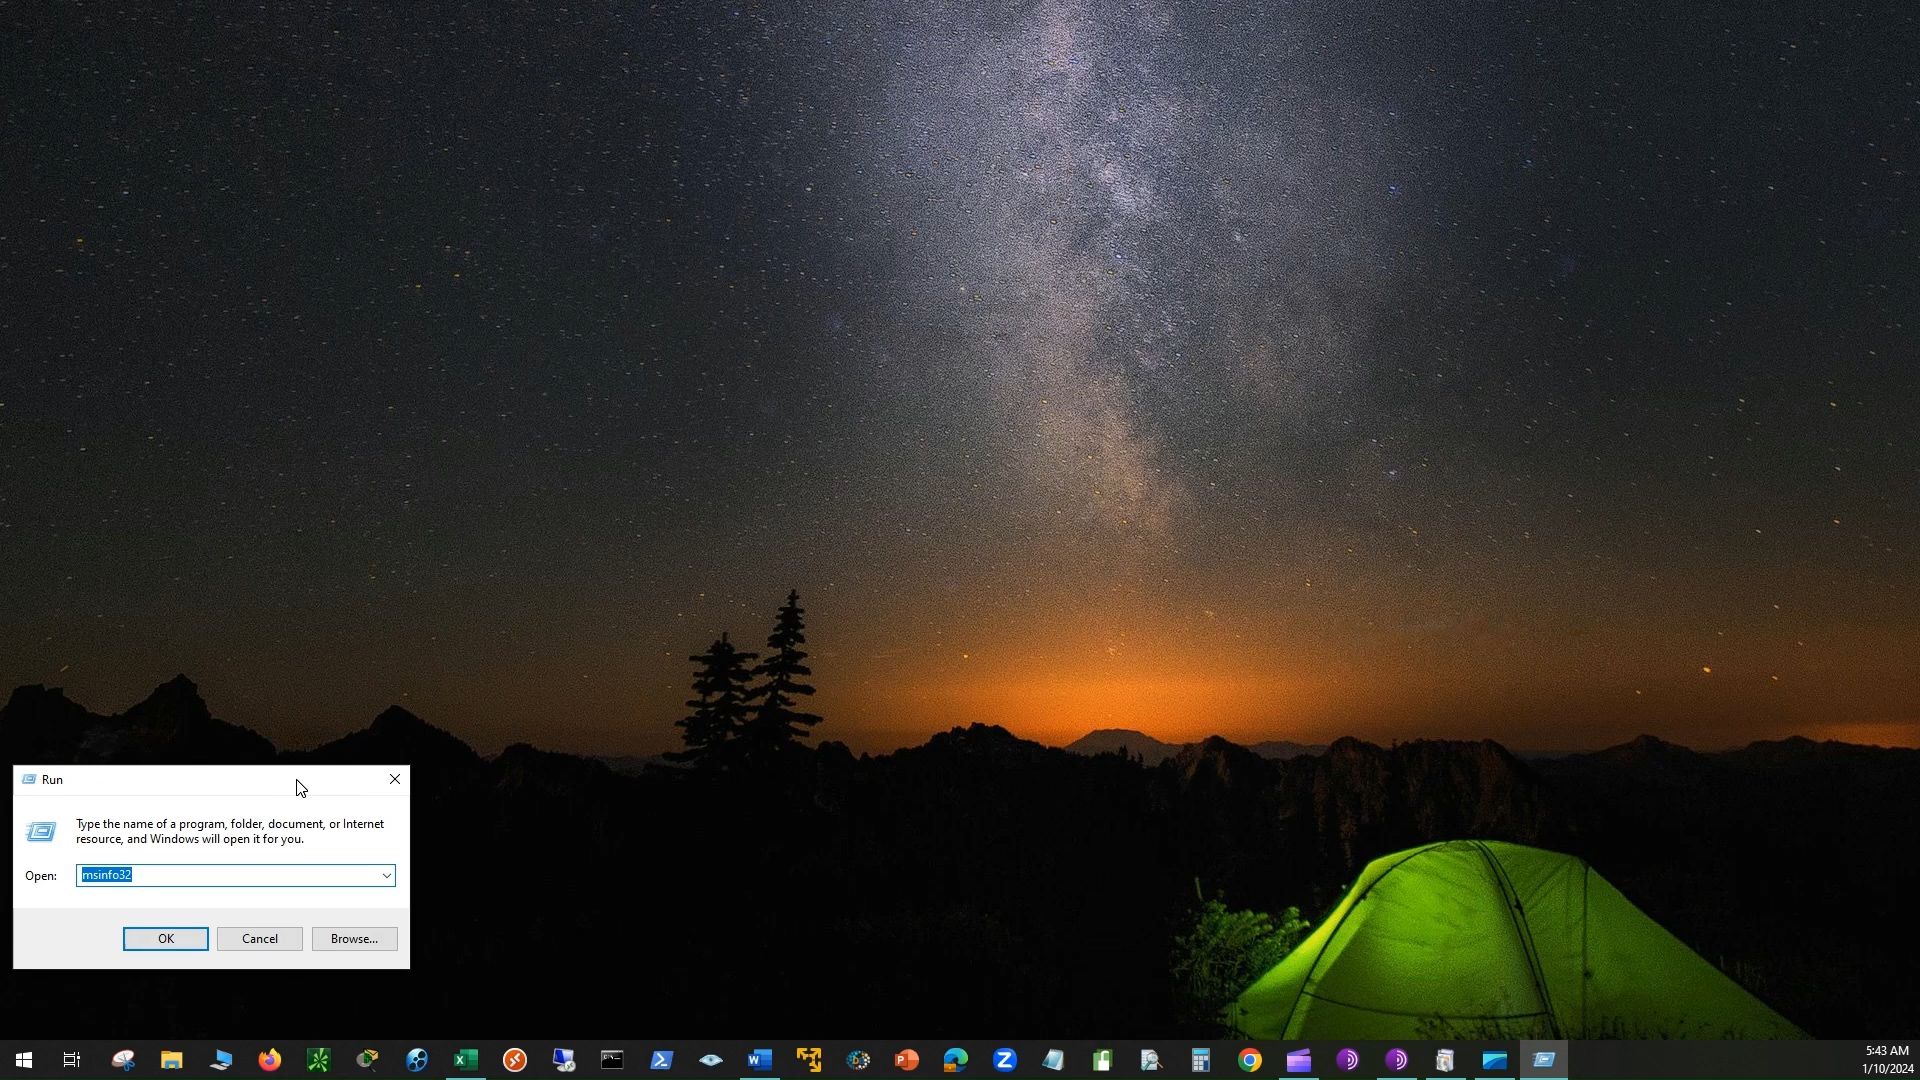 Run
Type the name of a program, folder, document, or Internet
resource, and Windows will open it for you.
Open:
msinfo32
OK
Cancel
Browse...
5:43 AM
1/10/2024